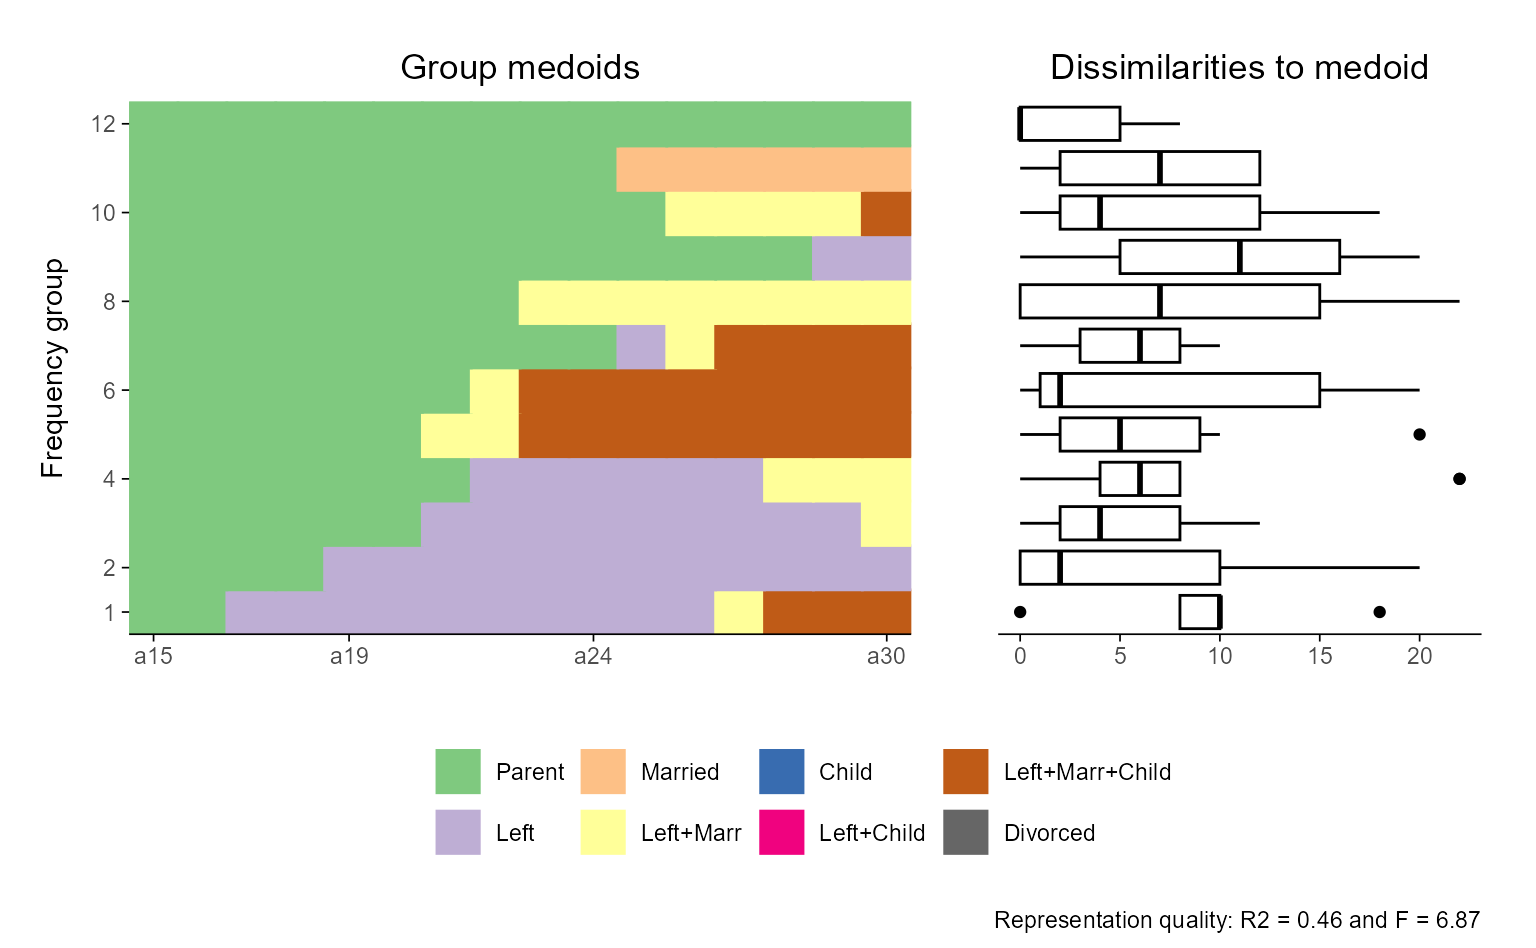 Group medoids
Dissimilarities to medoid
Frequency group
12
10
8
6
4
2
1
a15 a19 a24 a30
0 5 10 15 20
Parent Married Child Left+Marr+Child
Left Left+Marr Left+Child Divorced
Representation quality: R2 = 0.46 and F = 6.87